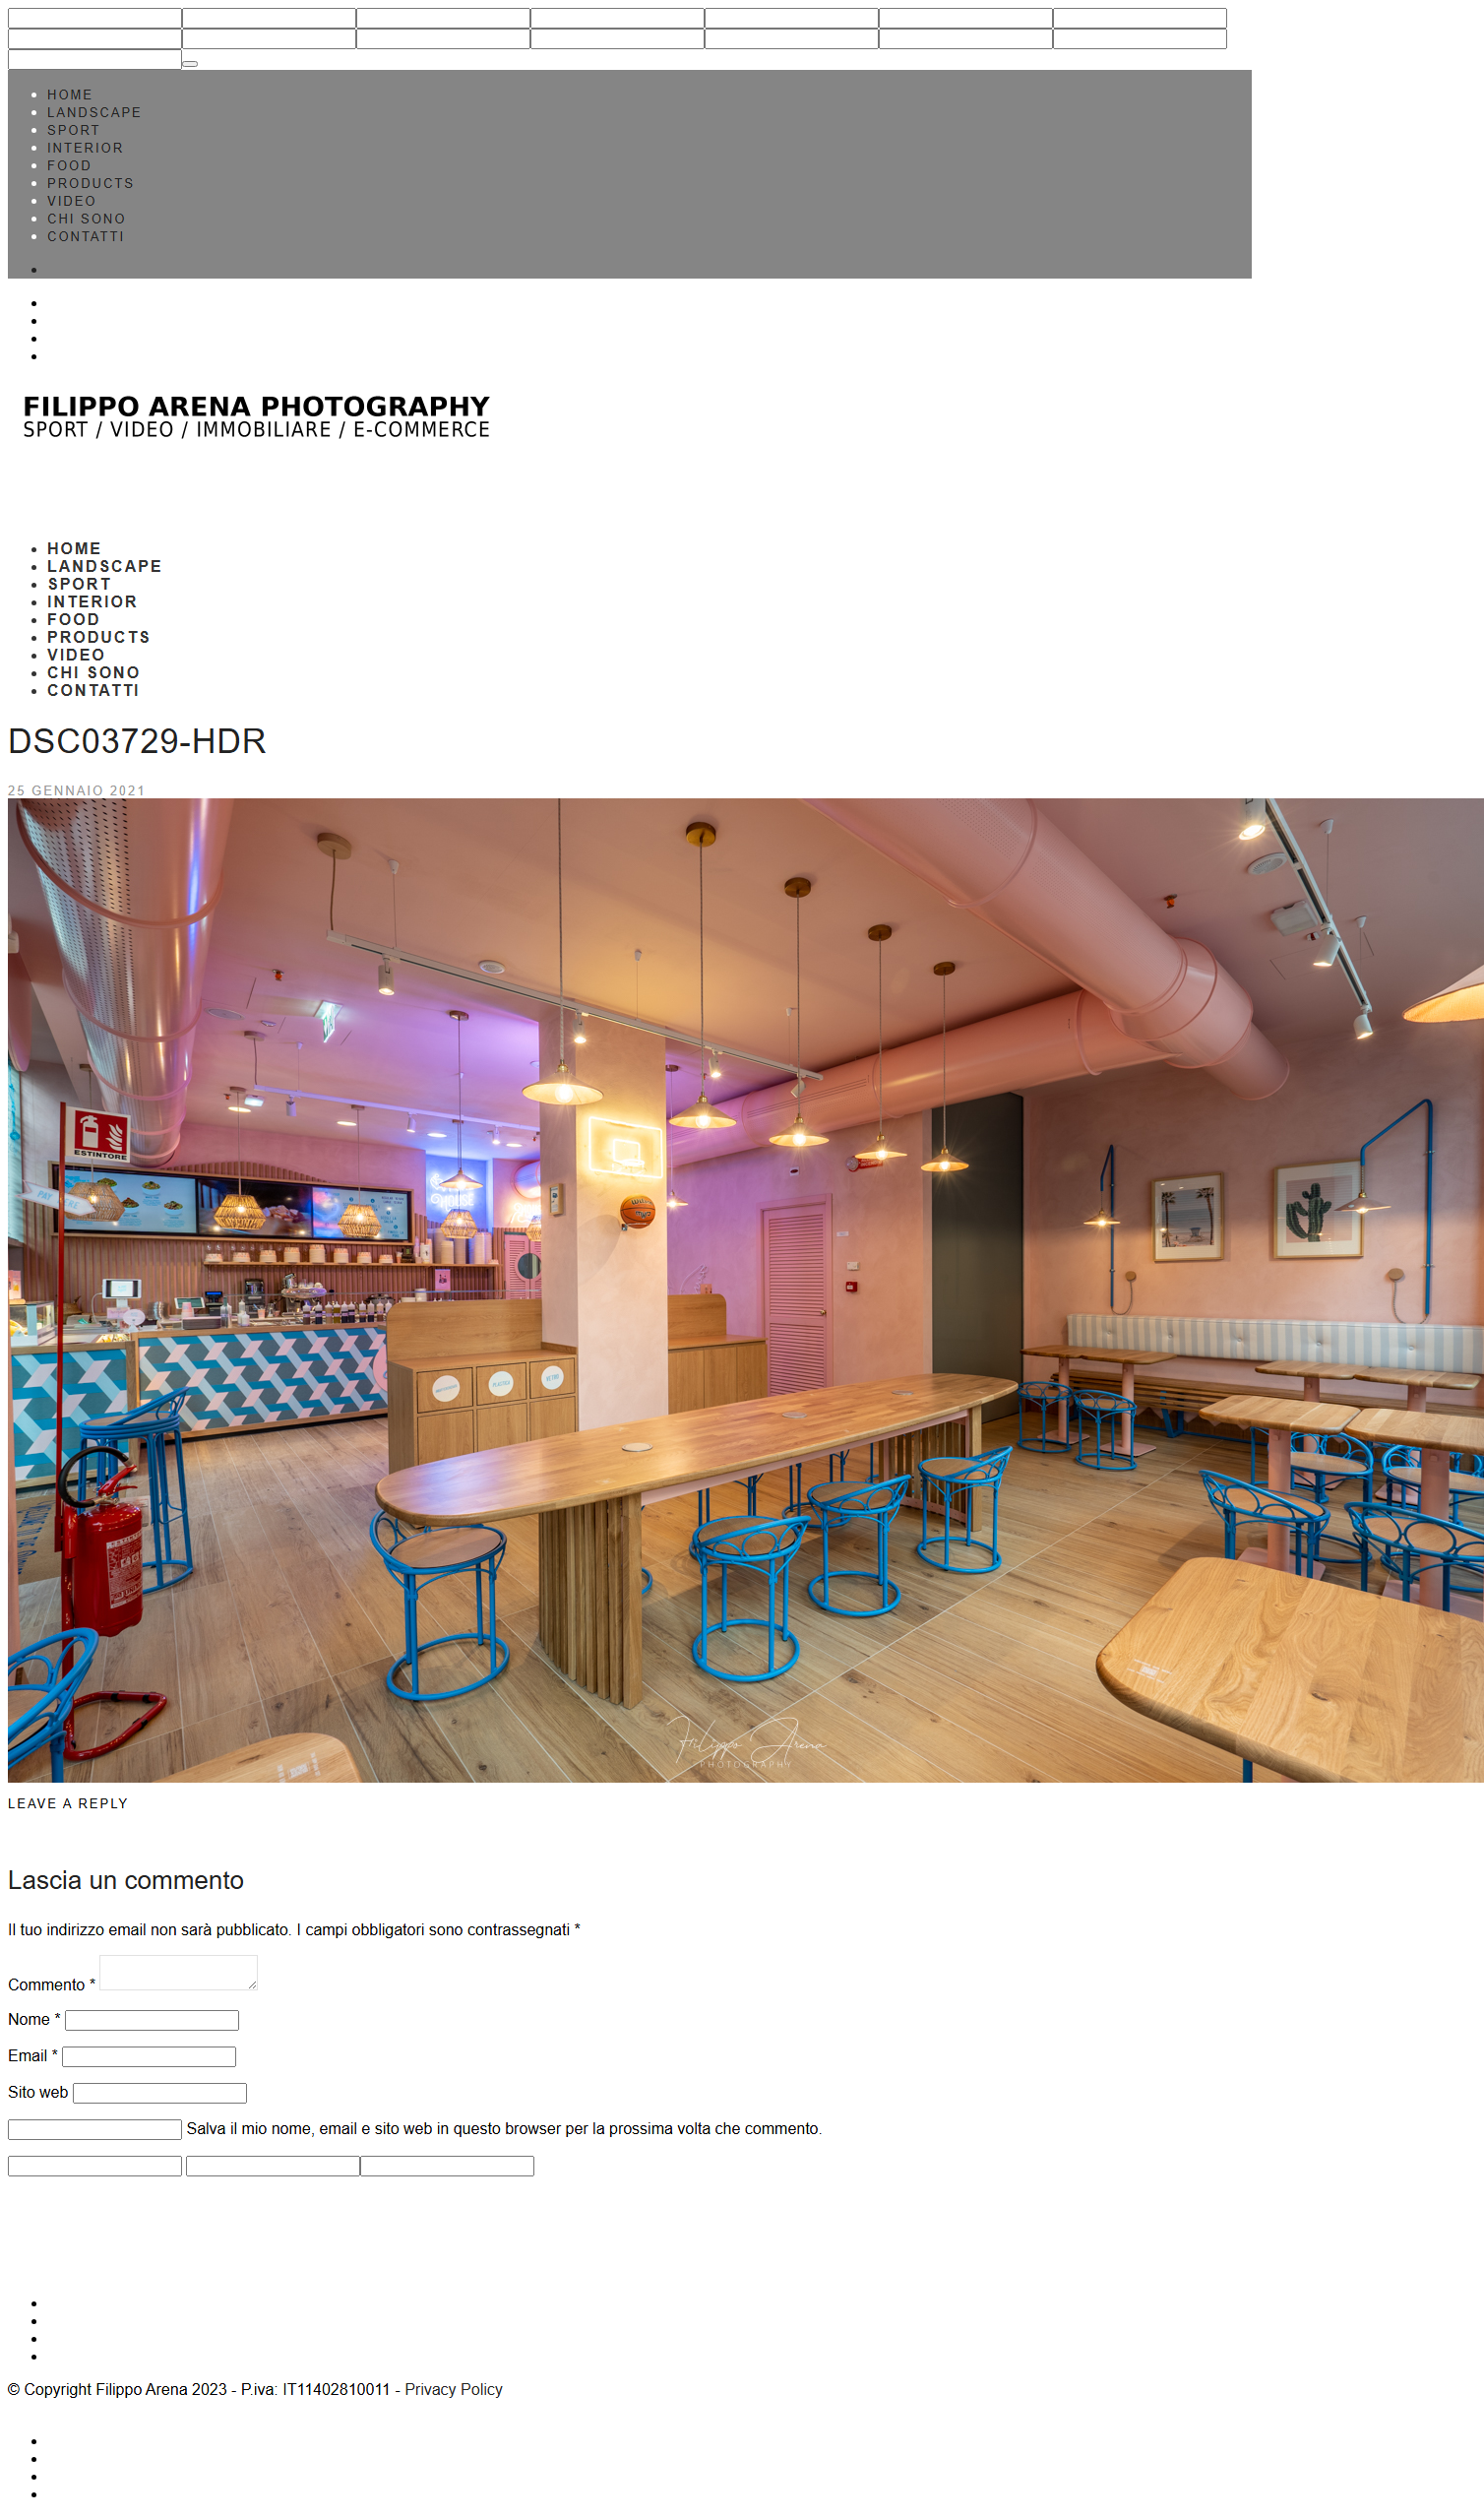 HOME
LANDSCAPE
SPORT
INTERIOR
FOOD
PRODUCTS
VIDEO
CHI SONO
CONTATTI
FILIPPO ARENA PHOTOGRAPHY
SPORT / VIDEO / IMMOBILIARE / E-COMMERCE
HOME
LANDSCAPE
SPORT
INTERIOR
FOOD
PRODUCTS
VIDEO
CHI SONO
CONTATTI
DSC03729-HDR
25 GENNAIO 2021
ESTINTORE
PAY
PLASTICA
VETRO
Filippo Arena
PHOTOGRAPHY
LEAVE A REPLY
Lascia un commento
Il tuo indirizzo email non sarà pubblicato. I campi obbligatori sono contrassegnati *
Commento *
Nome *
Email *
Sito web
Salva il mio nome, email e sito web in questo browser per la prossima volta che commento.
© Copyright Filippo Arena 2023 - P.iva: IT11402810011 - Privacy Policy